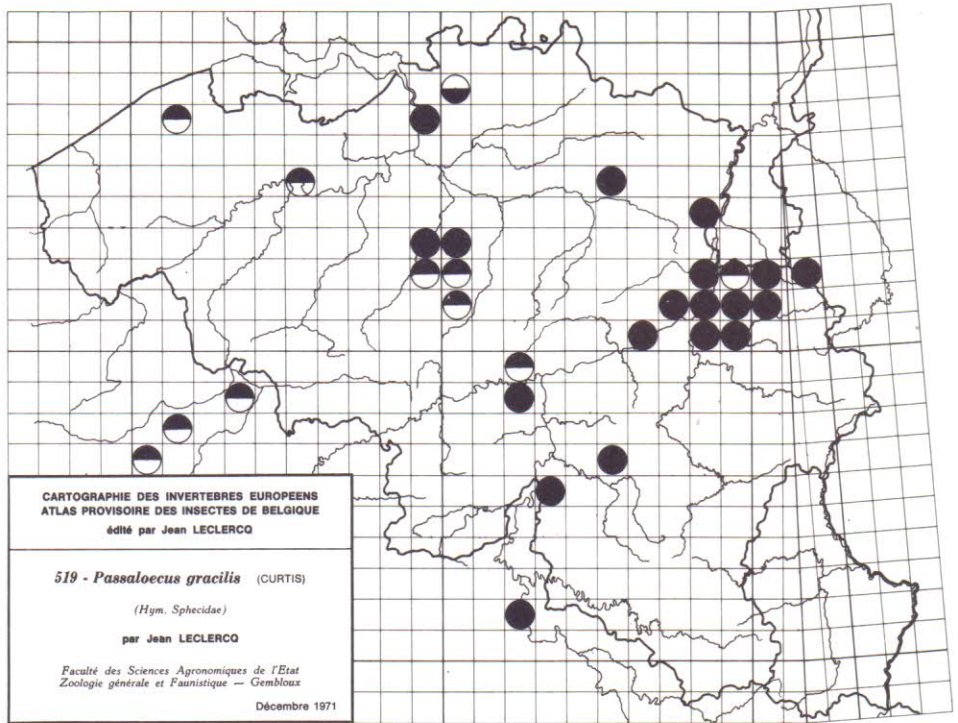 CARTOGRAPHIE DES INVERTEBRES EUROPEENS
ATLAS PROVISOIRE DES INSECTES DE BELGIQUE
édité par Jean LECLERCQ
519 - Passaloecus gracilis (CURTIS)
(Hym. Sphecidae)
par Jean LECLERCQ
Faculté des Sciences Agronomiques de l'Etat
Zoologie générale et Faunistique — Gembloux
Décembre 1971